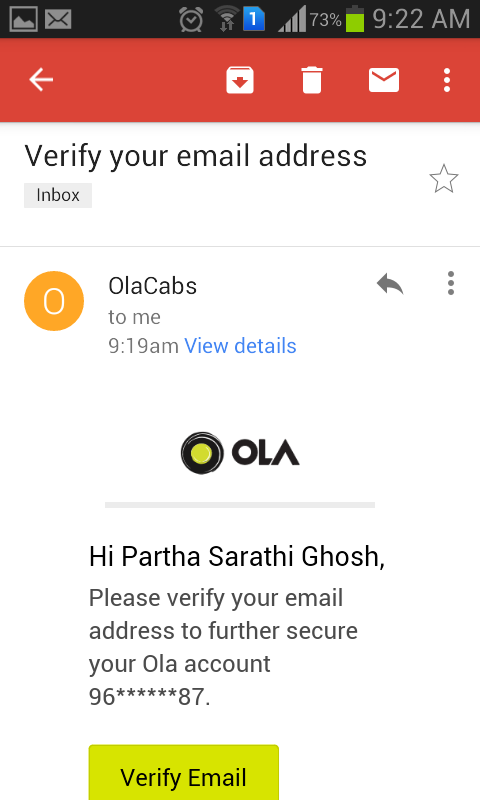 1 73% 9:22 AM
Verify your email address
Inbox
O
OlaCabs
to me
9:19am View details
OLA
Hi Partha Sarathi Ghosh,
Please verify your email
address to further secure
your Ola account
96******87.
Verify Email